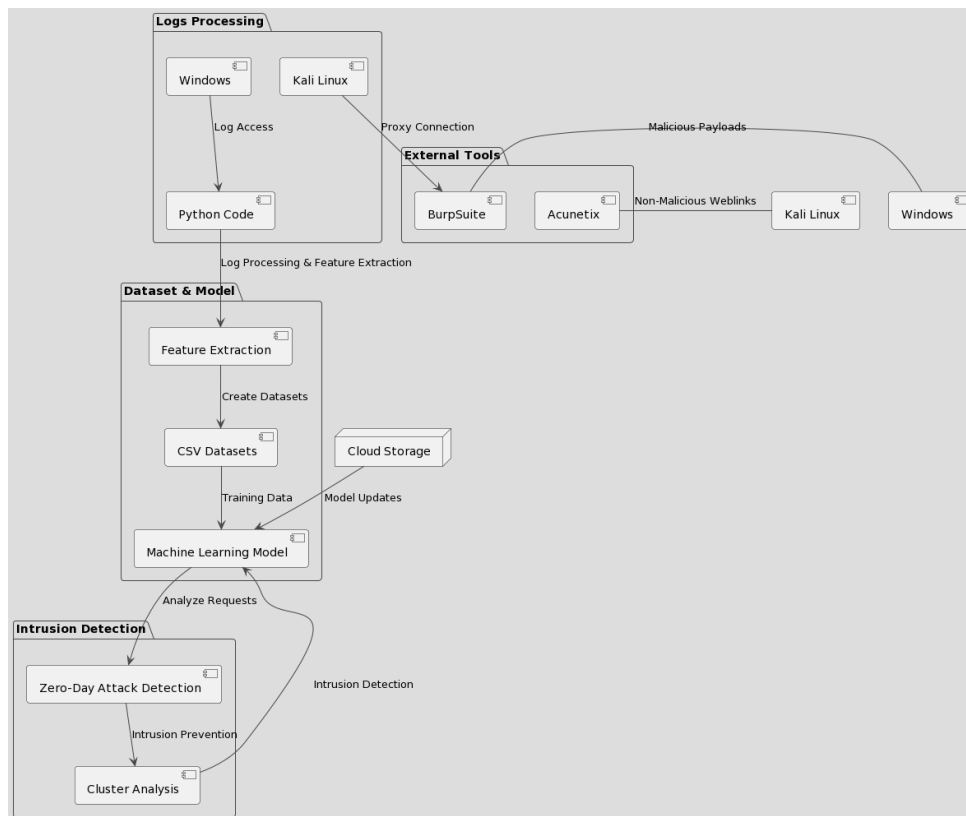 Logs Processing
Windows
Kali Linux
Log Access
Proxy Connection
Malicious Payloads
External Tools
Python Code
BurpSuite
Acunetix
Non-Malicious Weblinks
Kali Linux
Windows
Log Processing & Feature Extraction
Dataset & Model
Feature Extraction
Create Datasets
CSV Datasets
Cloud Storage
Training Data
Model Updates
Machine Learning Model
Analyze Requests
Intrusion Detection
Zero-Day Attack Detection
Intrusion Detection
Intrusion Prevention
Cluster Analysis